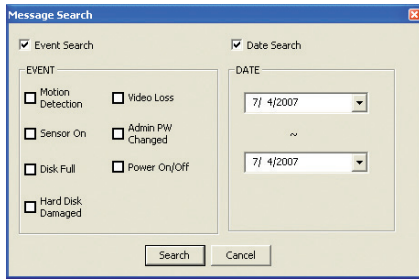 Message Search
Event Search
Date Search
EVENT
Motion
Detection
Video Loss
Sensor On
Admin PW
Changed
Disk Full
Power On/Off
Hard Disk
Damaged
DATE
7/ 4/2007
~
7/ 4/2007
Search
Cancel